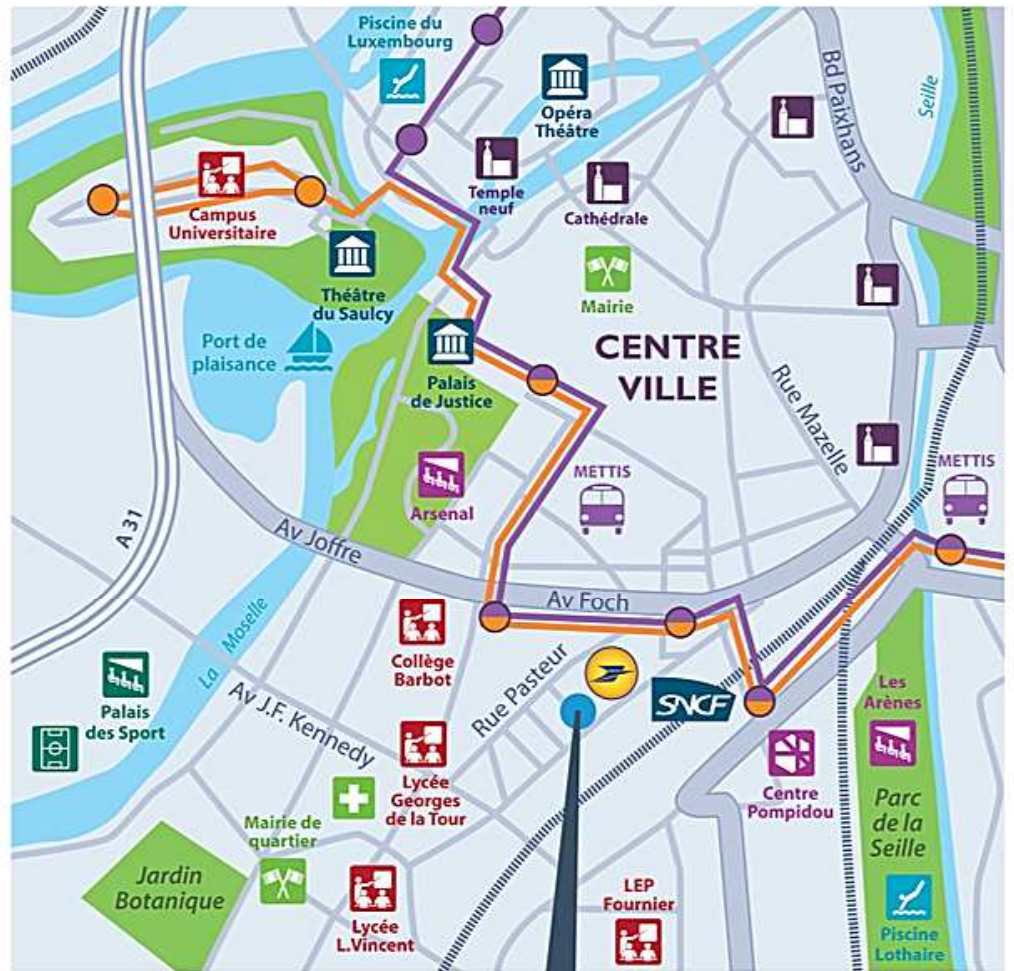 Piscine du
Luxembourg
Opéra
Théâtre
Bd Paixhans
Seille
Campus
Universitaire
Temple
neuf
Cathédrale
Théâtre
du Saulcy
Mairie
Port de
plaisance
Palais
de Justice
CENTRE
VILLE
Rue Mazelle
A 31
Arsenal
METTIS
METTIS
Av Joffre
Av Foch
La Moselle
Collège
Barbot
Palais
des Sport
Av J.F. Kennedy
Rue Pasteur
SNCF
Les
Arènes
Lycée
Georges
de la Tour
Centre
Pompidou
Parc
de la
Seille
Mairie de
quartier
Jardin
Botanique
Lycée
L.Vincent
LEP
Fournier
Piscine
Lothaire